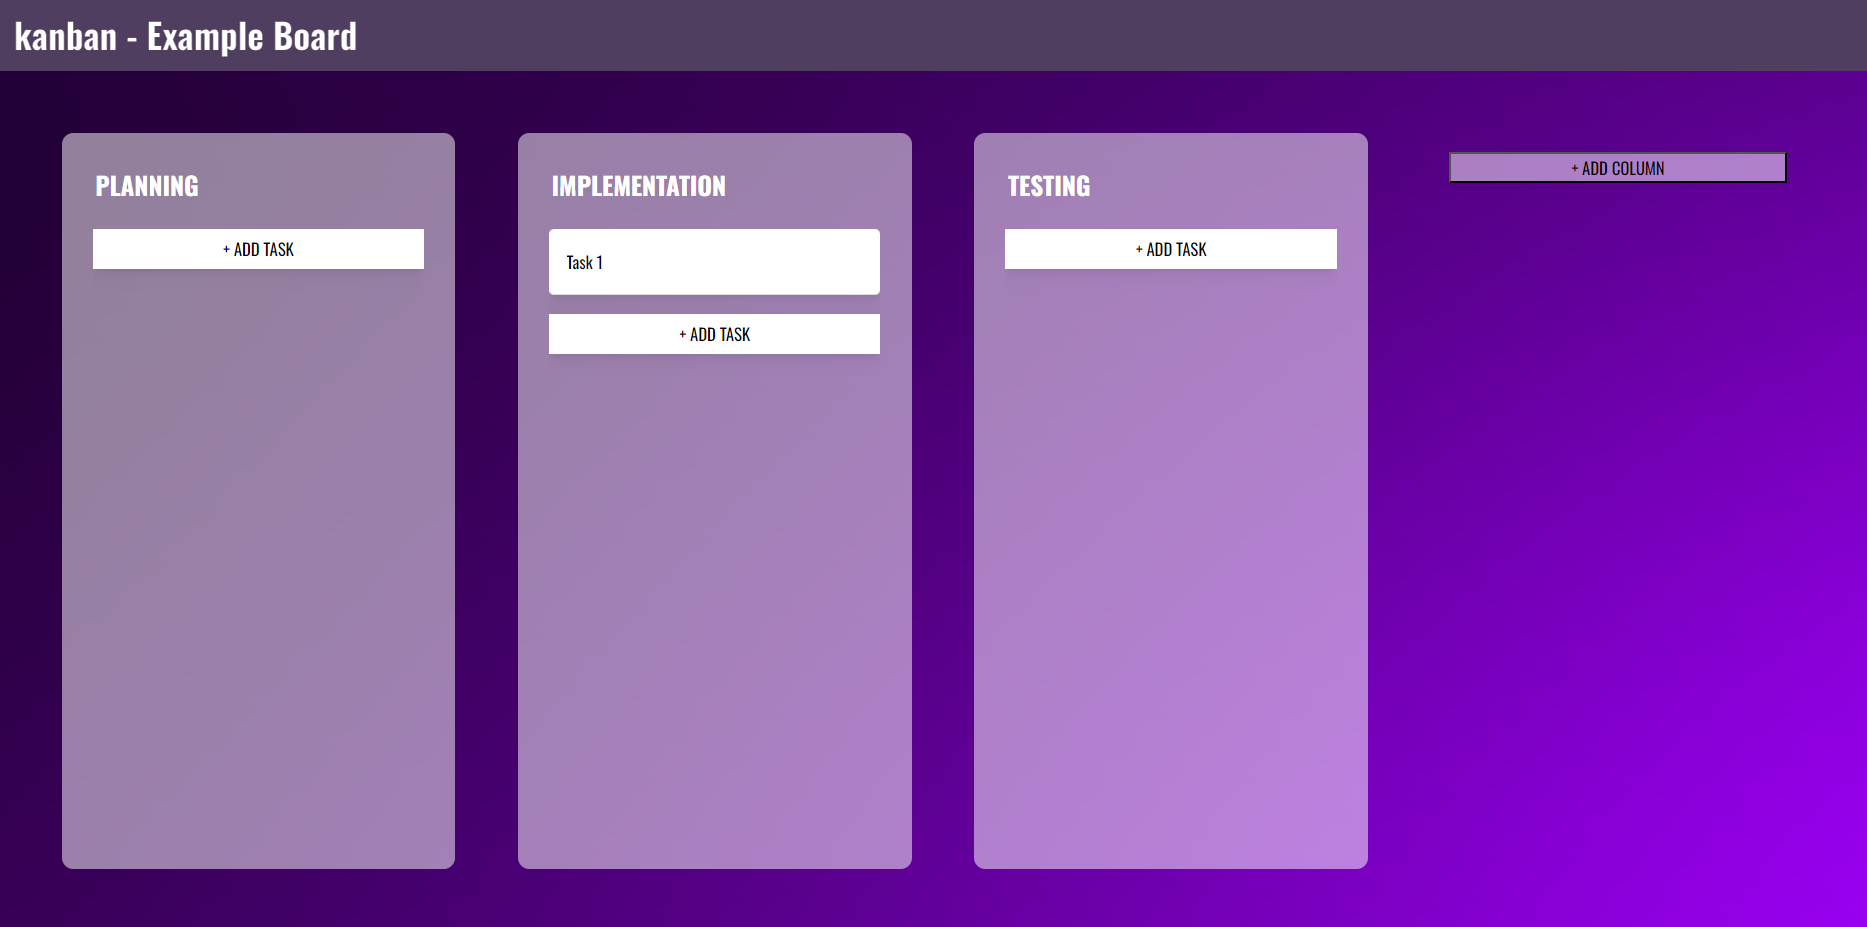 kanban - Example Board
PLANNING
+ ADD TASK
IMPLEMENTATION
Task 1
+ ADD TASK
TESTING
+ ADD TASK
+ ADD COLUMN